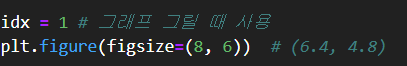 idx = 1 # 그래프 그릴 때 사용
plt.figure(figsize=(8, 6))  # (6.4, 4.8)